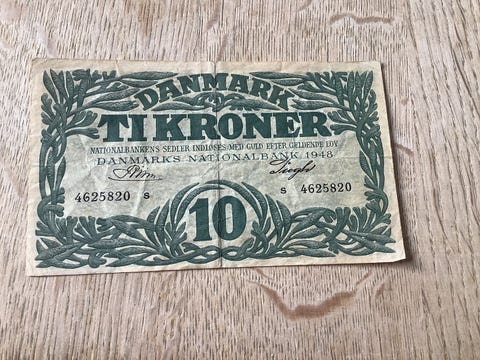 DANMARK
TI KRONER
NATIONALBANKENS SEDLER INDLØSES MED GULD EFTER GÆLDENDE LOV
DANMARKS NATIONALBANK 1948
4625820 S
S 4625820
10